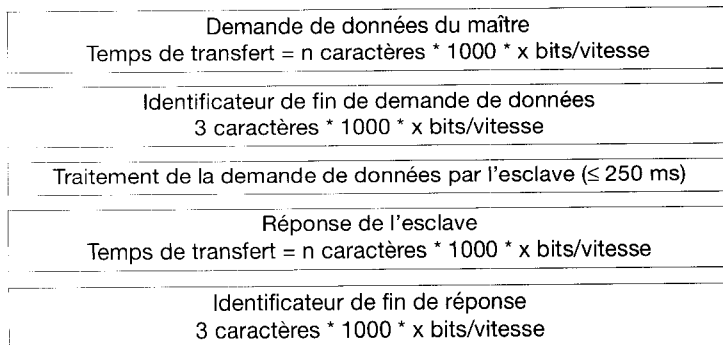 Demande de données du maître
Temps de transfert = n caractères * 1000 * x bits/vitesse
Identificateur de fin de demande de données
3 caractères * 1000 * x bits/vitesse
Traitement de la demande de données par l'esclave (≤ 250 ms)
Réponse de l'esclave
Temps de transfert = n caractères * 1000 * x bits/vitesse
Identificateur de fin de réponse
3 caractères * 1000 * x bits/vitesse